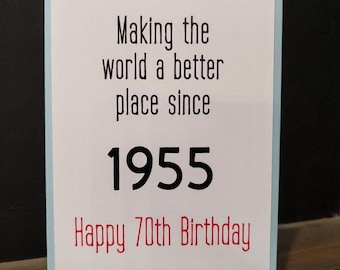 Making the
world a better
place since
1955
Happy 70th Birthday